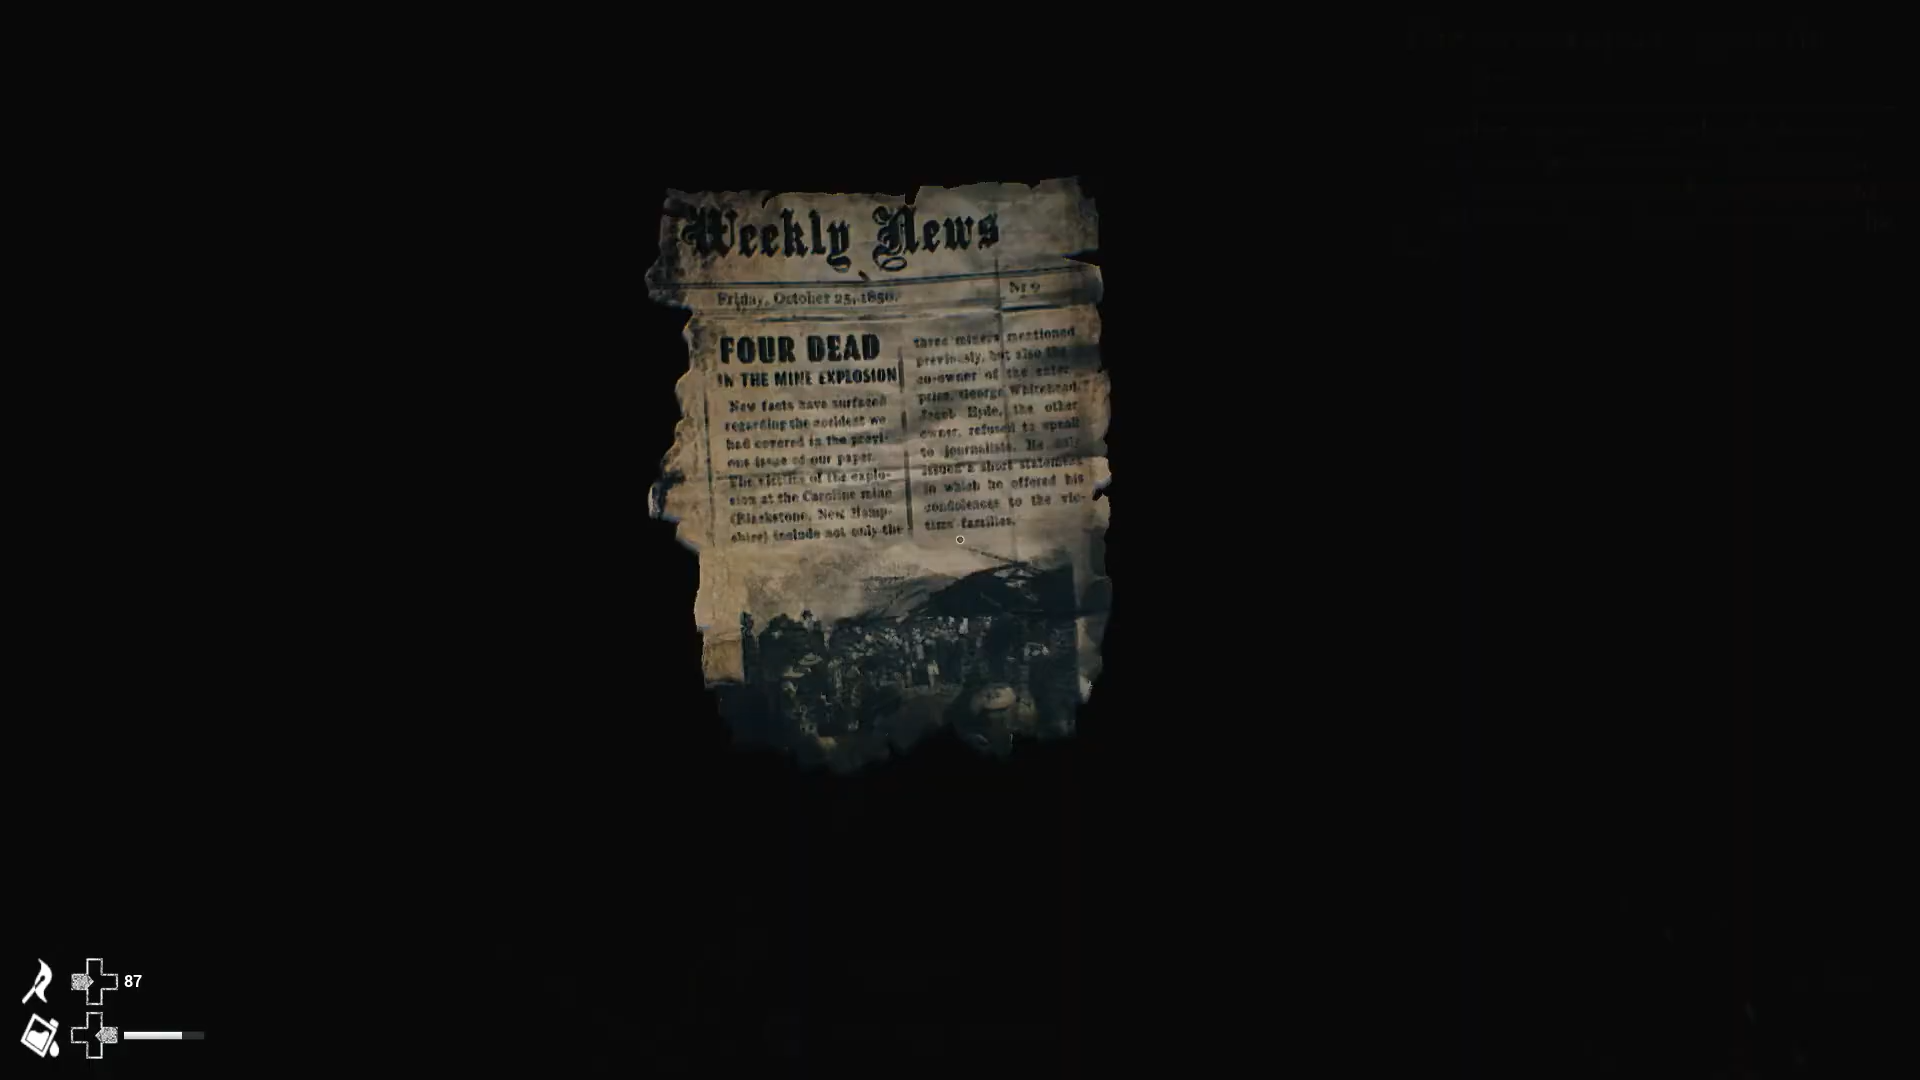 Weekly News
Friday, October 25, 1850.
Nr 9
FOUR DEAD
IN THE MINE EXPLOSION
New facts have surfaced
regarding the accident we
had covered in the previ-
ous issue of our paper.
The victims of the explo-
sion at the Caroline mine
(Blackstone, New Hamp-
shire) include not only the
three miners mentioned
previously, but also the
co-owner of the enter-
prise, George Whitehead.
Jacob Hyde, the other
owner, refused to speak
to journalists. He only
issued a short statement
in which he offered his
condolences to the vic-
tims' families.
87